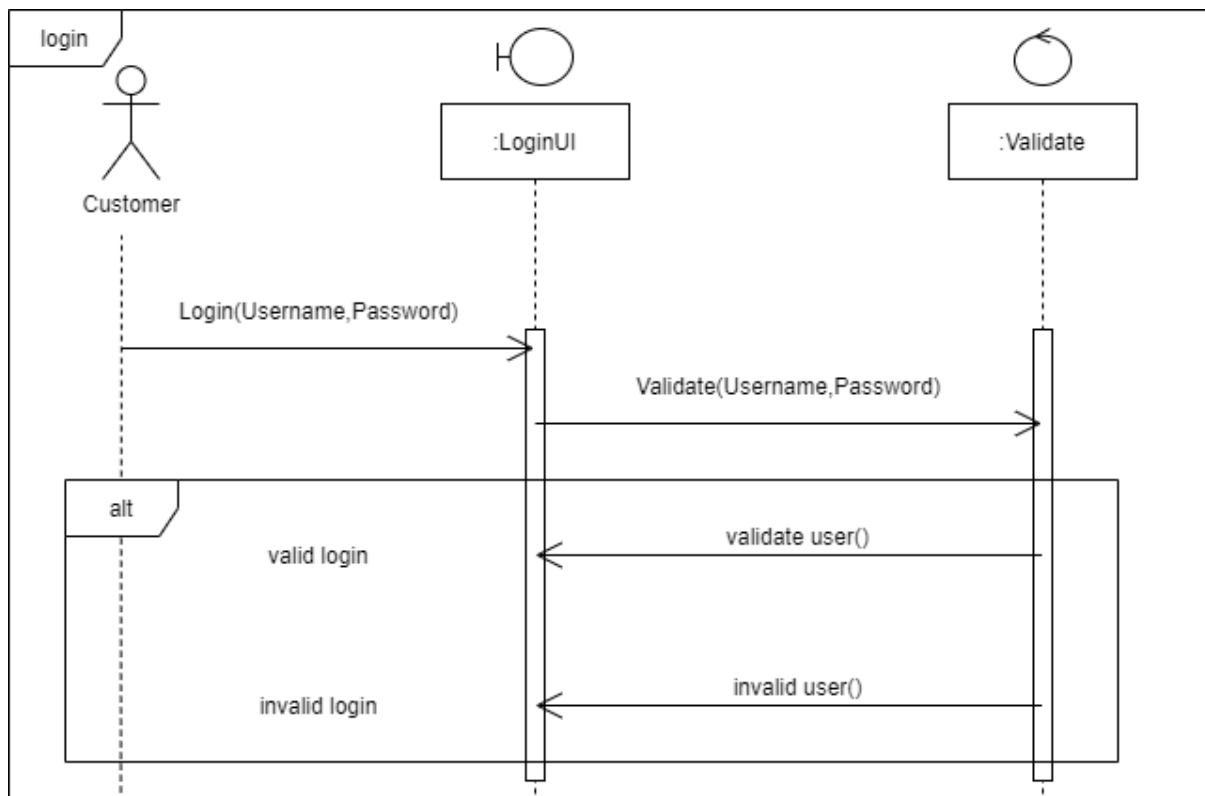 login
:LoginUI
:Validate
Customer
Login(Username,Password)
Validate(Username,Password)
alt
validate user()
valid login
invalid user()
invalid login